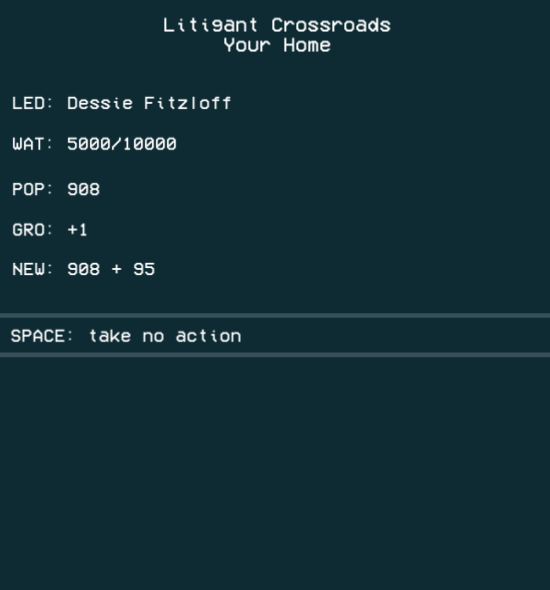 Litigant Crossroads
Your Home
LED: Dessie Fitzloff
WAT: 5000/10000
POP: 908
GRO: +1
NEW: 908 + 95
SPACE: take no action